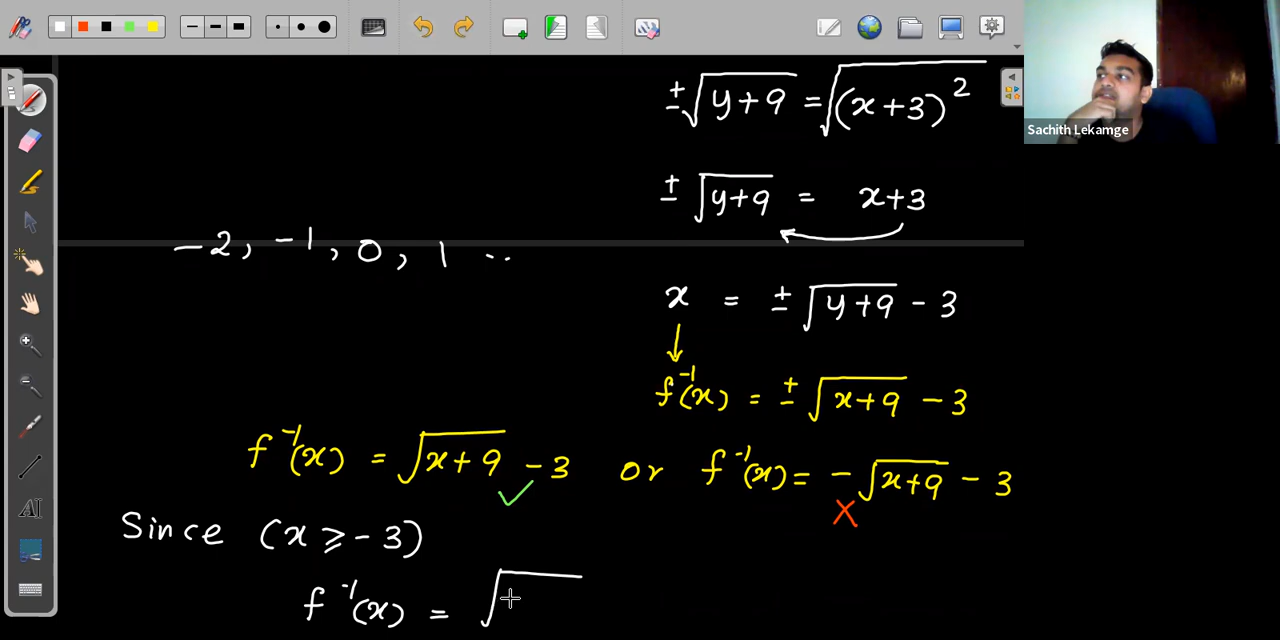 ± √(y+9) = √(x+3)²
Sachith Lekamge
± √(y+9) = x+3
-2, -1, 0, 1 ..
x = ± √(y+9) - 3
f⁻¹(x) = ± √(x+9) - 3
f⁻¹(x) = √(x+9) - 3 or f⁻¹(x) = - √(x+9) - 3
Since (x ≥ -3)
f⁻¹(x) = √